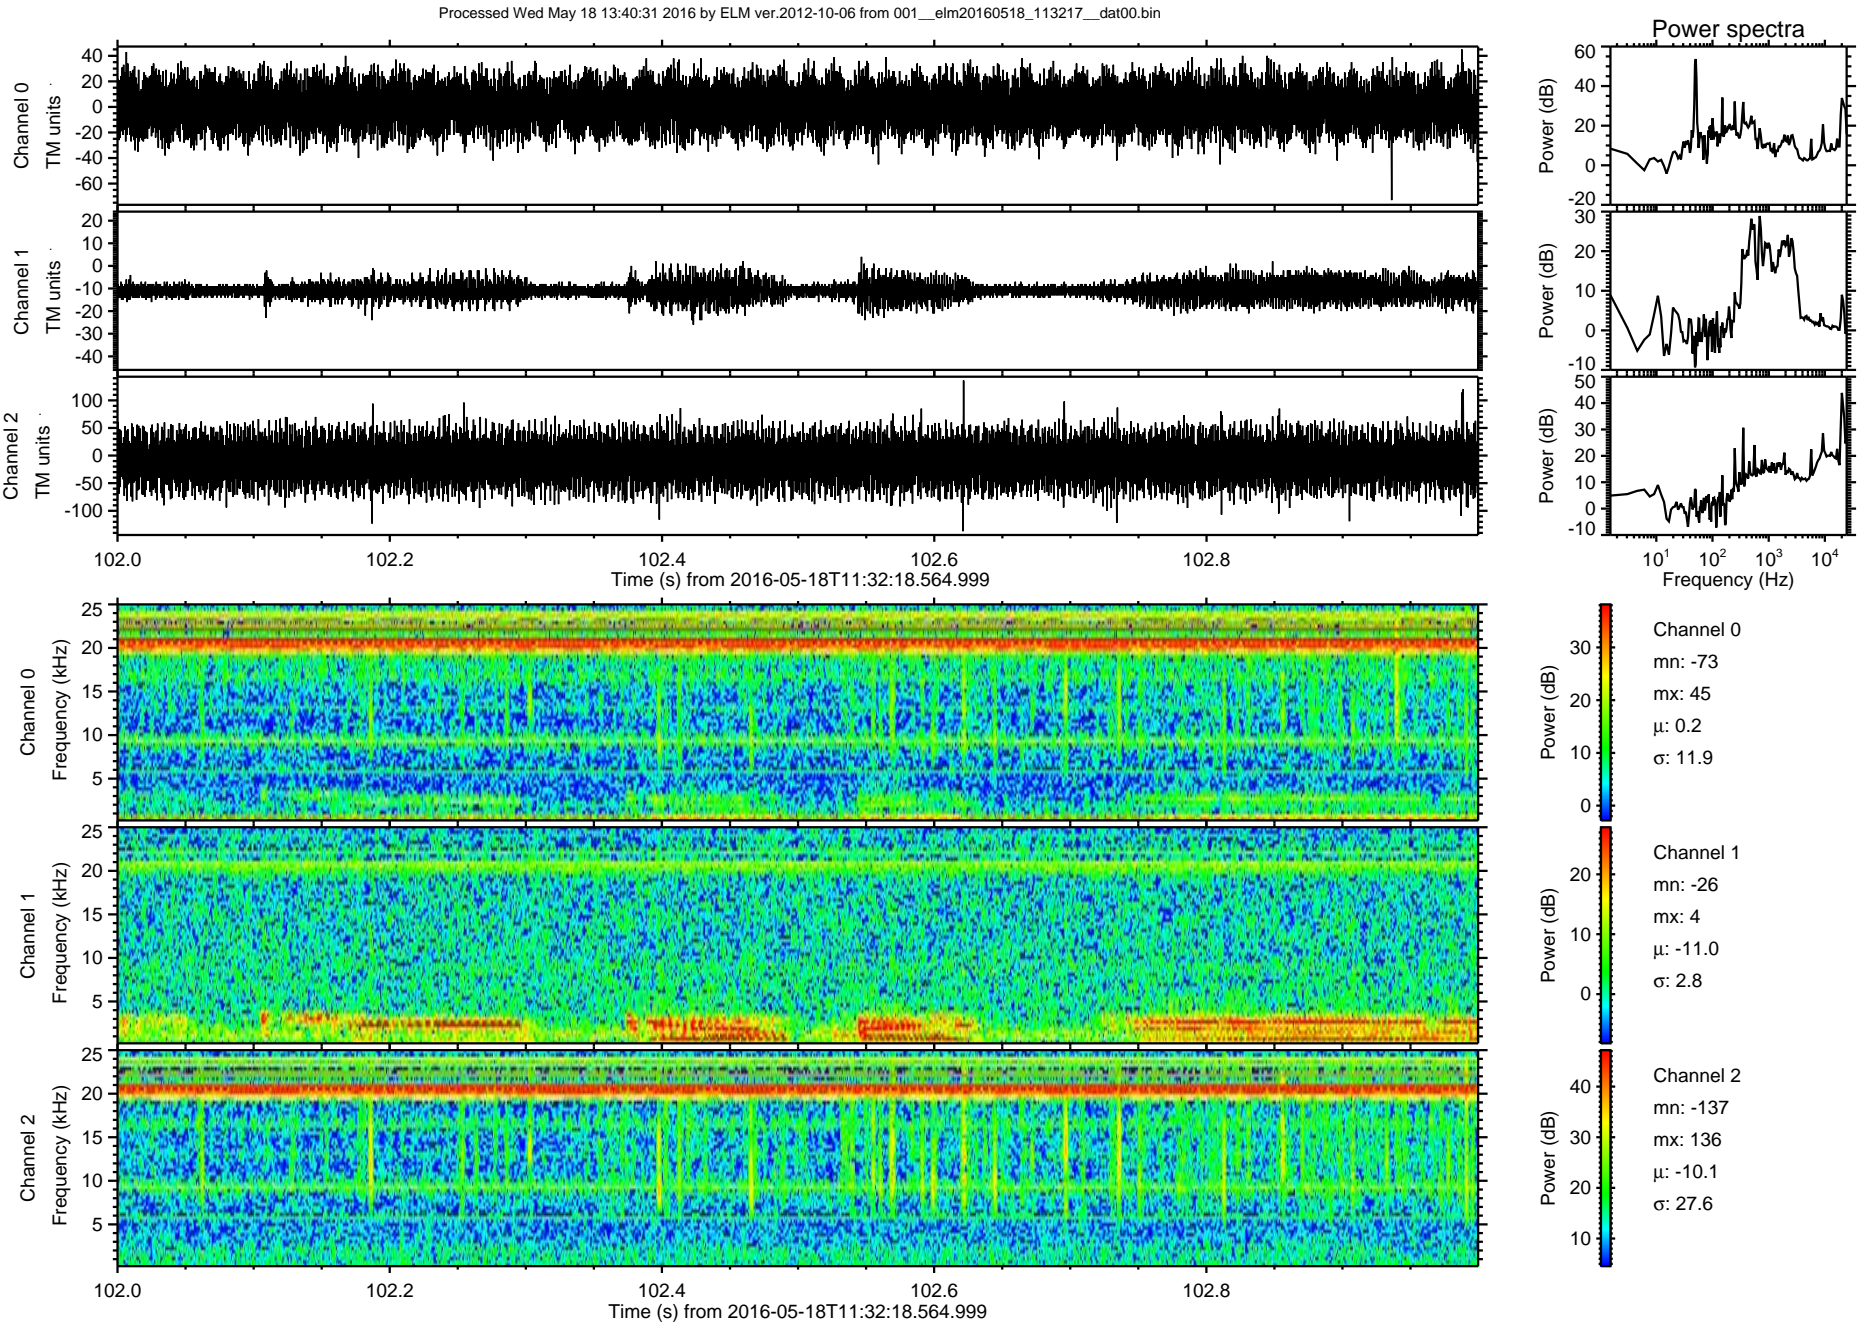 Processed Wed May 18 13:40:31 2016 by ELM ver.2012-10-06 from 001__elm20160518_113217__dat00.bin
Power spectra
Channel 0
TM units
40
20
0
-20
-40
-60
Power (dB)
60
40
20
0
-20
Channel 1
TM units
20
10
0
-10
-20
-30
-40
Power (dB)
30
20
10
0
-10
Channel 2
TM units
100
50
0
-50
-100
Power (dB)
50
40
30
20
10
0
-10
102.0 102.2 102.4 102.6 102.8
Time (s) from 2016-05-18T11:32:18.564.999
10^1 10^2 10^3 10^4
Frequency (Hz)
Channel 0
Frequency (kHz)
25
20
15
10
5
Power (dB)
30
20
10
0
Channel 0
mn: -73
mx: 45
µ: 0.2
σ: 11.9
Channel 1
Frequency (kHz)
25
20
15
10
5
Power (dB)
20
10
0
Channel 1
mn: -26
mx: 4
µ: -11.0
σ: 2.8
Channel 2
Frequency (kHz)
25
20
15
10
5
Power (dB)
40
30
20
10
Channel 2
mn: -137
mx: 136
µ: -10.1
σ: 27.6
102.0 102.2 102.4 102.6 102.8
Time (s) from 2016-05-18T11:32:18.564.999